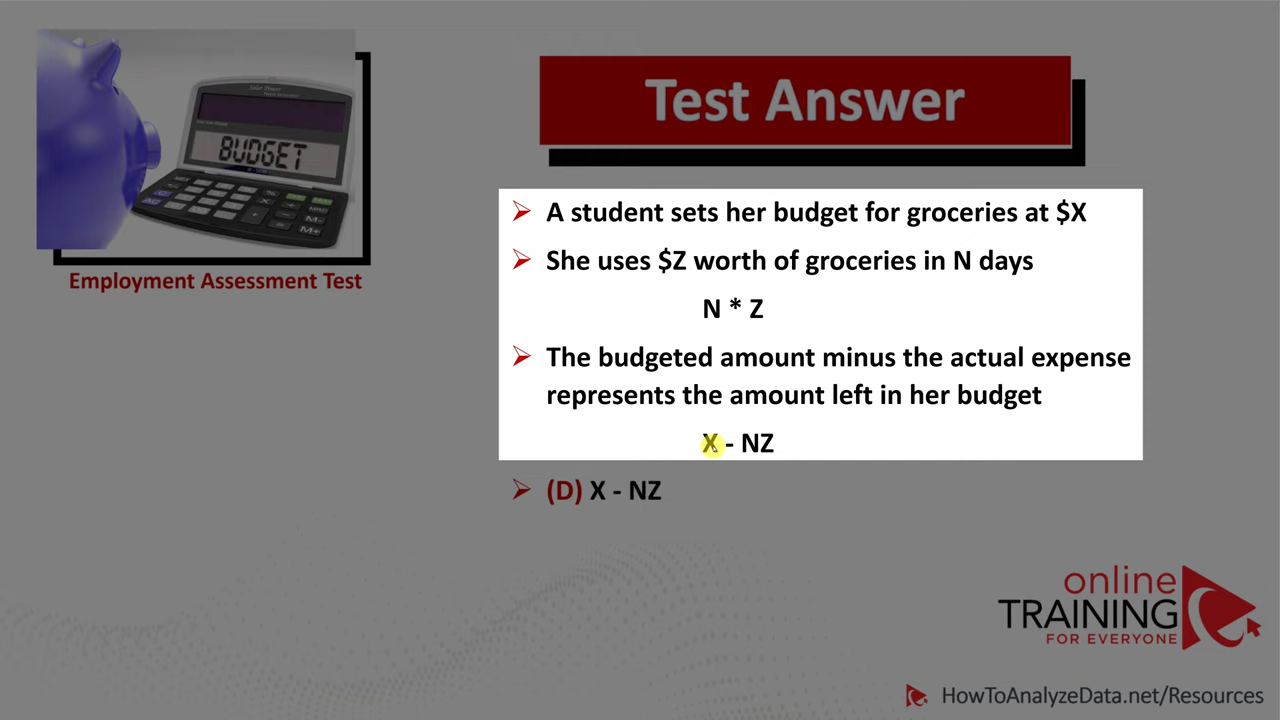 BUDGET
Employment Assessment Test
Test Answer
A student sets her budget for groceries at $X
She uses $Z worth of groceries in N days
N * Z
The budgeted amount minus the actual expense
represents the amount left in her budget
X - NZ
(D) X - NZ
online
TRAINING
FOR EVERYONE
HowToAnalyzeData.net/Resources